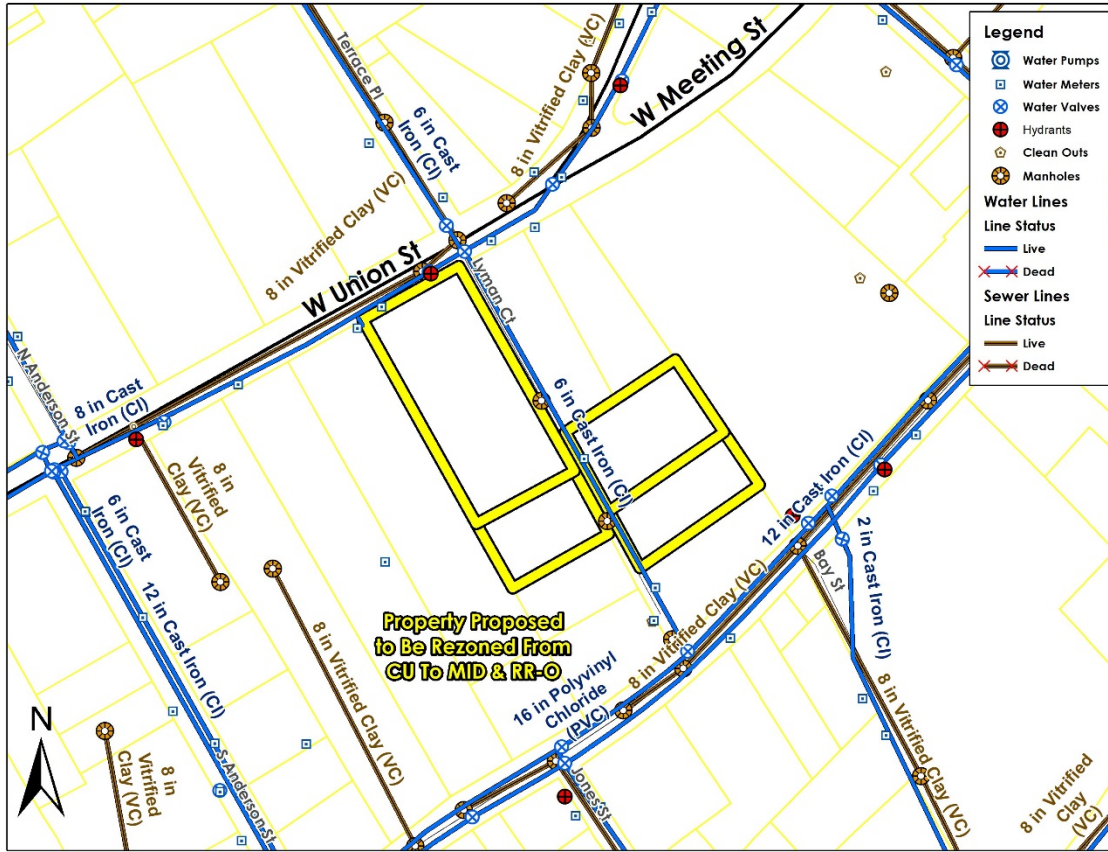 Legend
Water Pumps
Water Meters
Water Valves
Hydrants
Clean Outs
Manholes
Water Lines
Line Status
Live
Dead
Sewer Lines
Line Status
Live
Dead
Terrace Pl
6 in Cast
Iron (CI)
8 in Vitrified Clay (VC)
8 in Vitrified Clay (VC)
W Meeting St
8 in Vitrified Clay (VC)
W Union St
Lyman Ct
N Anderson St
8 in Cast
Iron (CI)
6 in Cast Iron (CI)
8 in
Vitrified
Clay (VC)
6 in Cast
Iron (CI)
12 in Cast Iron (CI)
12 in Cast Iron (CI)
2 in Cast Iron (CI)
Bay St
Property Proposed
to Be Rezoned From
CU To MID & RR-O
8 in Vitrified Clay (VC)
8 in Vitrified Clay (VC)
16 in Polyvinyl
Chloride
(PVC)
8 in Vitrified Clay (VC)
N
8 in
Vitrified
Clay (VC)
S Anderson St
Jones St
8 in Vitrified
Clay
(VC)